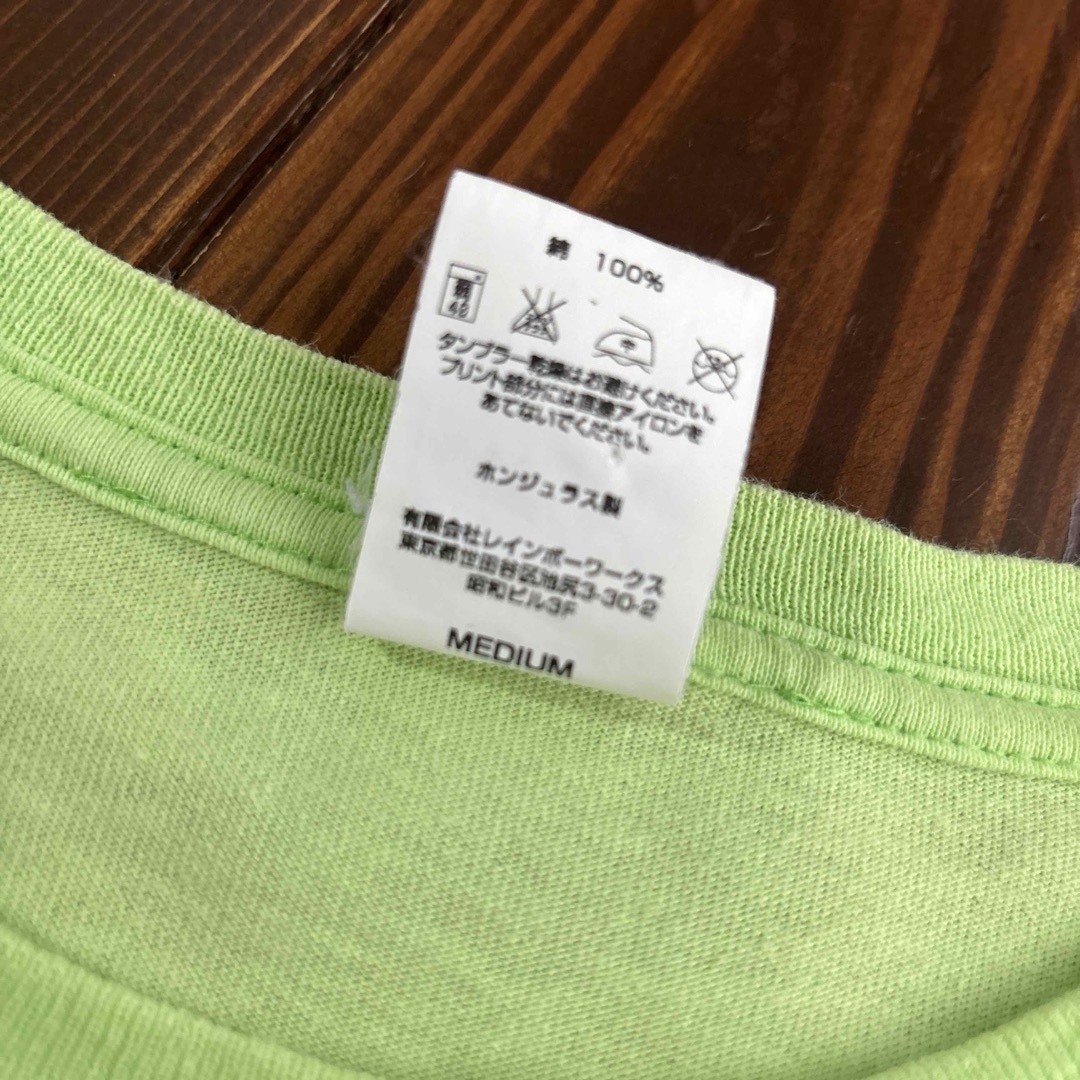 綿 100%
弱
40
タンブラー乾燥はお避けください。
プリント部分には直接アイロンを
あてないでください。
ホンジュラス製
有限会社レインボーワークス
東京都世田谷区池尻3-30-2
昭和ビル3F
MEDIUM